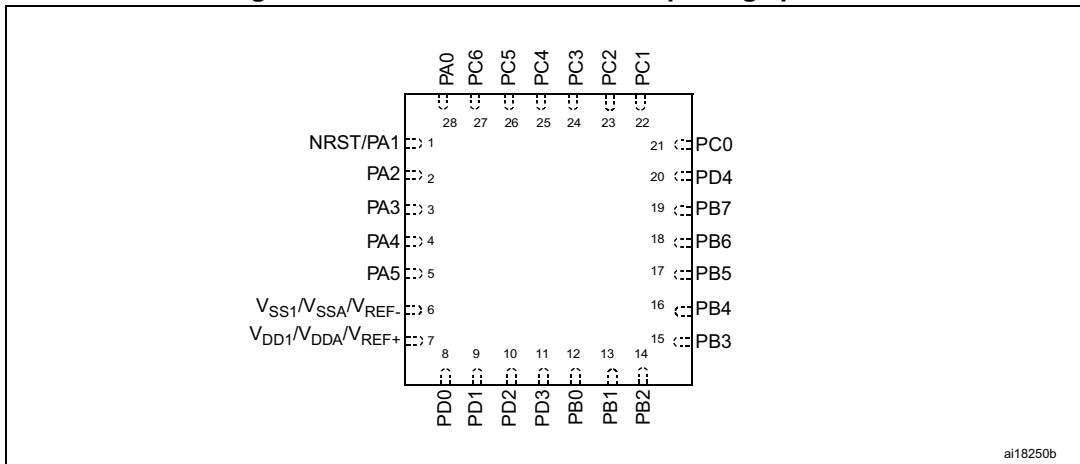 PA0 PC6 PC5 PC4 PC3 PC2 PC1
28 27 26 25 24 23 22
NRST/PA1 1 21 PC0
PA2 2 20 PD4
PA3 3 19 PB7
PA4 4 18 PB6
PA5 5 17 PB5
VSS1/VSSA/VREF- 6 16 PB4
VDD1/VDDA/VREF+ 7 15 PB3
8 9 10 11 12 13 14
PD0 PD1 PD2 PD3 PB0 PB1 PB2
ai18250b